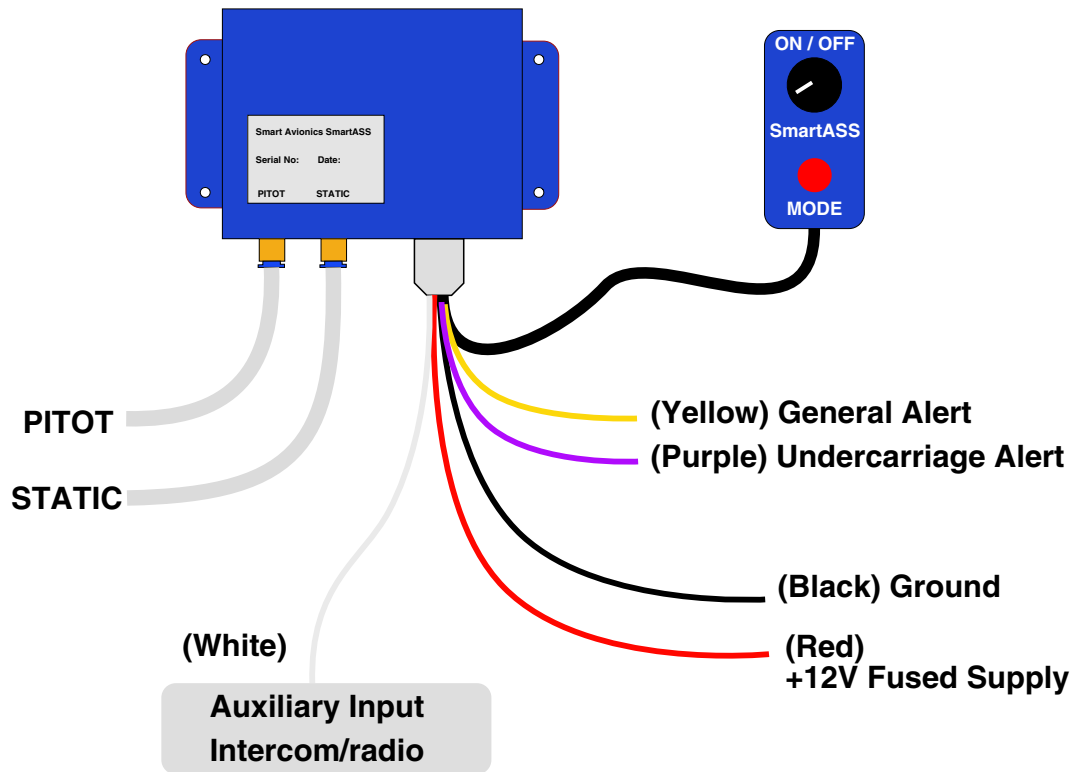 ON / OFF
SmartASS
MODE
Smart Avionics SmartASS
Serial No: Date:
PITOT STATIC
PITOT
STATIC
(Yellow) General Alert
(Purple) Undercarriage Alert
(Black) Ground
(Red)
+12V Fused Supply
(White)
Auxiliary Input
Intercom/radio